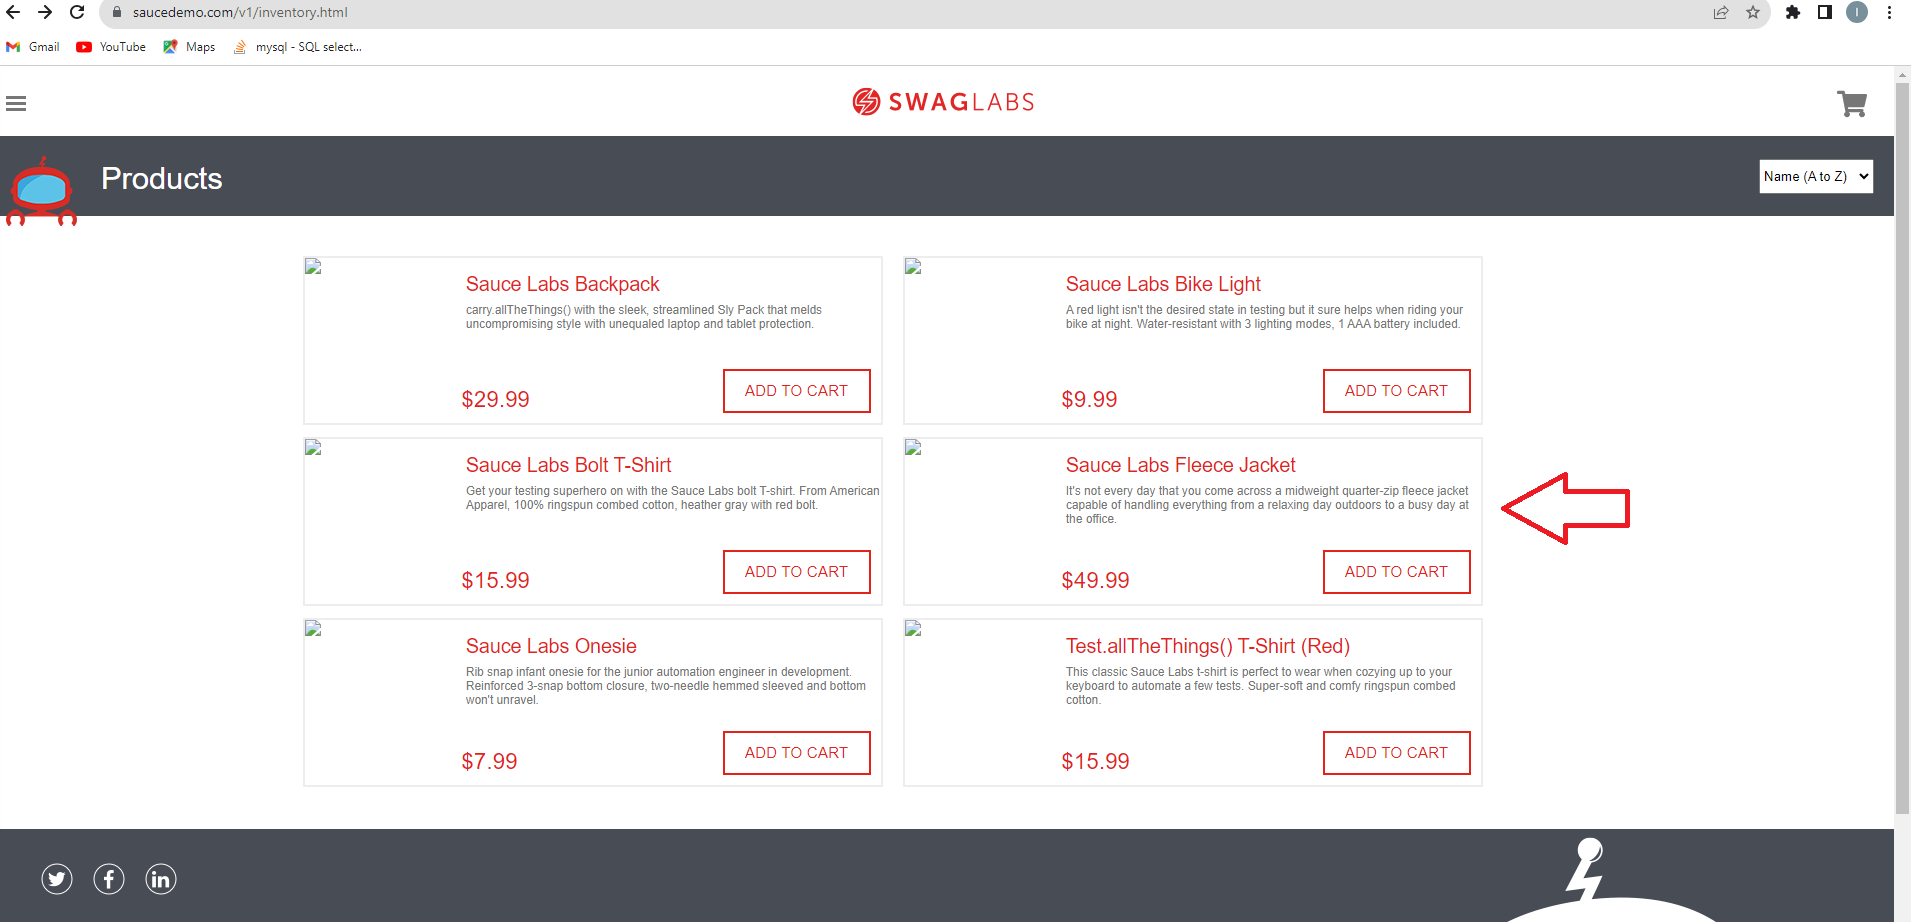 saucedemo.com/v1/inventory.html
I
Gmail
YouTube
Maps
mysql - SQL select...
SWAGLABS
Products
Name (A to Z)
Sauce Labs Backpack
carry.allTheThings() with the sleek, streamlined Sly Pack that melds
uncompromising style with unequaled laptop and tablet protection.
$29.99
ADD TO CART
Sauce Labs Bike Light
A red light isn't the desired state in testing but it sure helps when riding your
bike at night. Water-resistant with 3 lighting modes, 1 AAA battery included.
$9.99
ADD TO CART
Sauce Labs Bolt T-Shirt
Get your testing superhero on with the Sauce Labs bolt T-shirt. From American
Apparel, 100% ringspun combed cotton, heather gray with red bolt.
$15.99
ADD TO CART
Sauce Labs Fleece Jacket
It's not every day that you come across a midweight quarter-zip fleece jacket
capable of handling everything from a relaxing day outdoors to a busy day at
the office.
$49.99
ADD TO CART
Sauce Labs Onesie
Rib snap infant onesie for the junior automation engineer in development.
Reinforced 3-snap bottom closure, two-needle hemmed sleeved and bottom
won't unravel.
$7.99
ADD TO CART
Test.allTheThings() T-Shirt (Red)
This classic Sauce Labs t-shirt is perfect to wear when cozying up to your
keyboard to automate a few tests. Super-soft and comfy ringspun combed
cotton.
$15.99
ADD TO CART